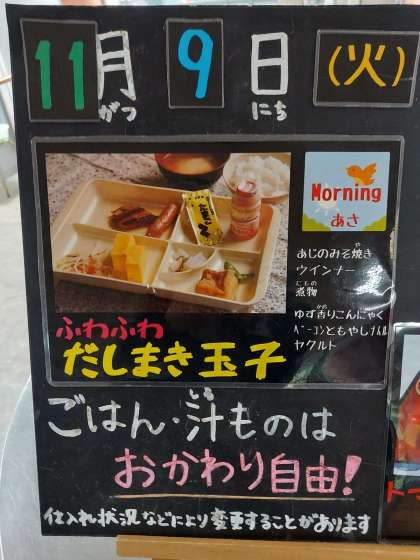 11月 9日 (火)
がつ にち
Morning
あさ
あじのみそ焼き
ウインナー
煮物
ゆず香りこんにゃく
ベーコンともやしナムル
ヤクルト
ふわふわ
だしまき玉子
ごはん・汁ものは
おかわり自由!
仕入れ状況などにより変更することがあります